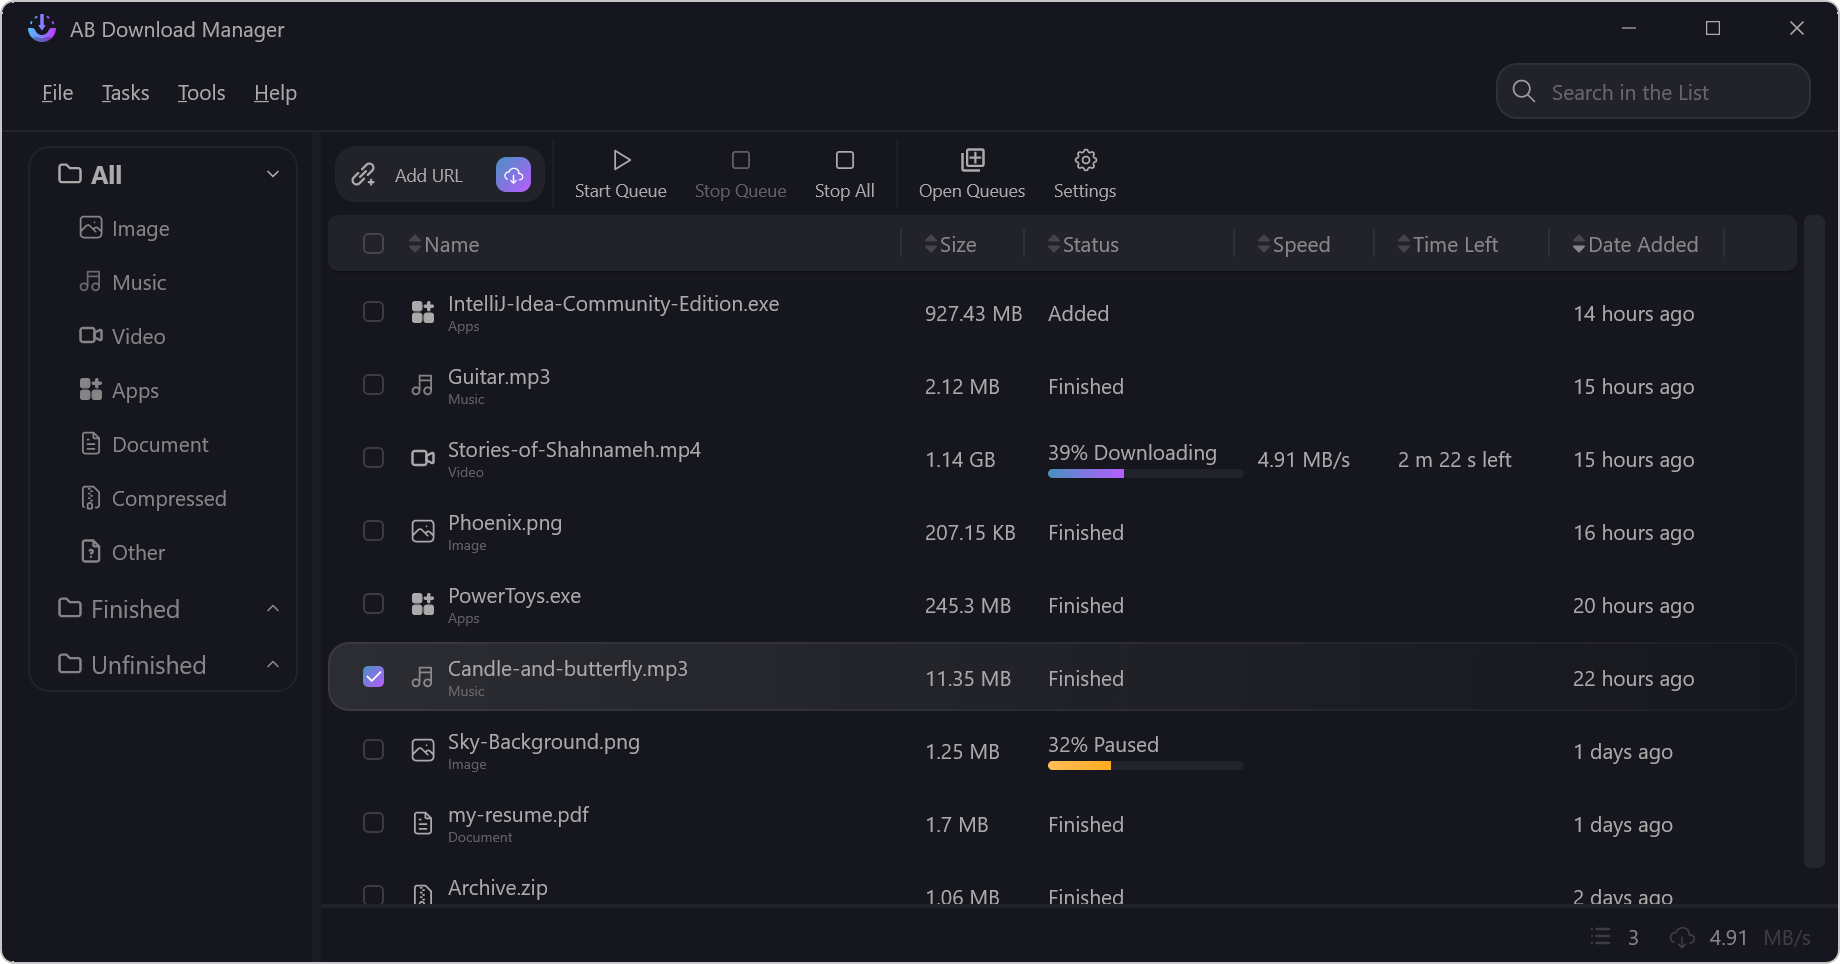 AB Download Manager
File Tasks Tools Help
Search in the List
All
Image
Music
Video
Apps
Document
Compressed
Other
Finished
Unfinished
Add URL
Start Queue
Stop Queue
Stop All
Open Queues
Settings
Name Size Status Speed Time Left Date Added
IntelliJ-Idea-Community-Edition.exe 927.43 MB Added 14 hours ago
Apps
Guitar.mp3 2.12 MB Finished 15 hours ago
Music
Stories-of-Shahnameh.mp4 1.14 GB 39% Downloading 4.91 MB/s 2 m 22 s left 15 hours ago
Video
Phoenix.png 207.15 KB Finished 16 hours ago
Image
PowerToys.exe 245.3 MB Finished 20 hours ago
Apps
Candle-and-butterfly.mp3 11.35 MB Finished 22 hours ago
Music
Sky-Background.png 1.25 MB 32% Paused 1 days ago
Image
my-resume.pdf 1.7 MB Finished 1 days ago
Document
Archive.zip 1.06 MB Finished 2 days ago
3 4.91 MB/s